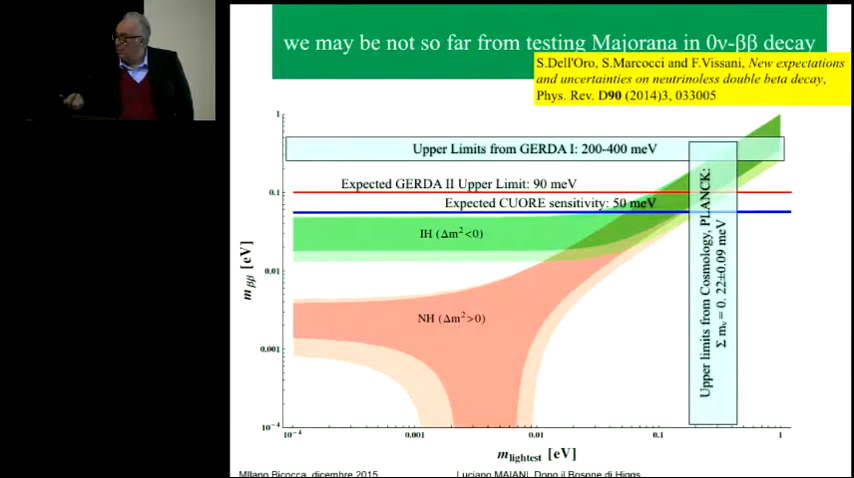 we may be not so far from testing Majorana in 0ν-ββ decay
S.Dell'Oro, S.Marcocci and F.Vissani, New expectations
and uncertainties on neutrinoless double beta decay,
Phys. Rev. D90 (2014)3, 033005
1
Upper Limits from GERDA I: 200-400 meV
Expected GERDA II Upper Limit: 90 meV
0.1
Expected CUORE sensitivity: 50 meV
IH (Δm²<0)
mββ [eV]
0.01
NH (Δm²>0)
0.001
10⁻⁴
Upper limits from Cosmology, PLANCK:
Σ mν = 0. 22±0.09 meV
10⁻⁴ 0.001 0.01 0.1 1
mlightest [eV]
MIlano Bicocca, dicembre 2015 Luciano MAIANI. Dopo il Bosone di Higgs